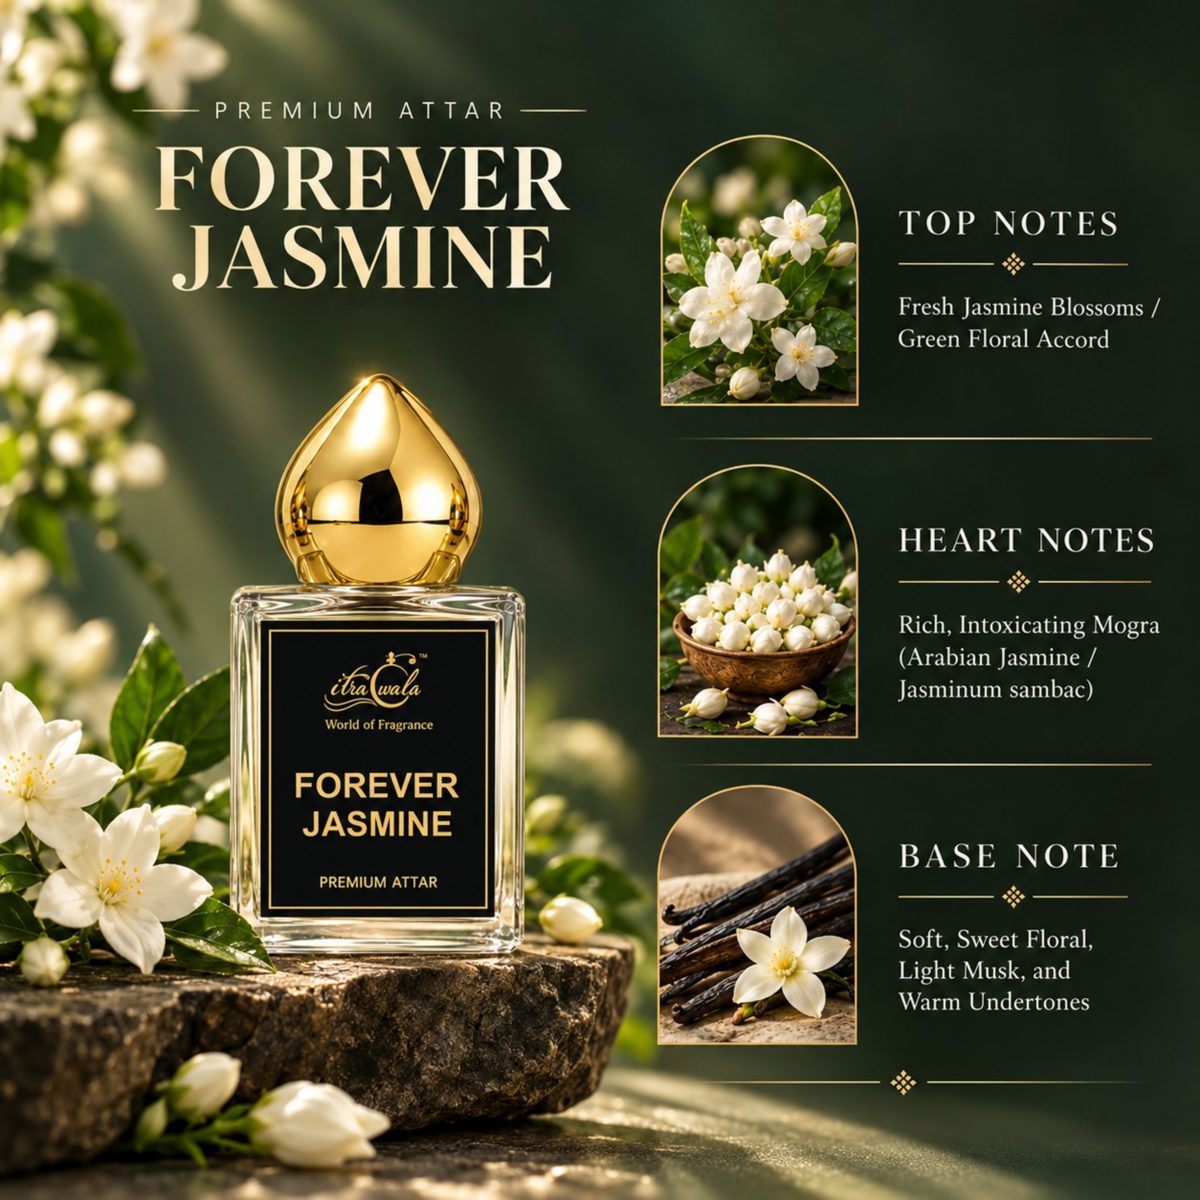 PREMIUM ATTAR
FOREVER
JASMINE
itraCwala™
World of Fragrance
FOREVER
JASMINE
PREMIUM ATTAR
TOP NOTES
Fresh Jasmine Blossoms /
Green Floral Accord
HEART NOTES
Rich, Intoxicating Mogra
(Arabian Jasmine /
Jasminum sambac)
BASE NOTE
Soft, Sweet Floral,
Light Musk, and
Warm Undertones